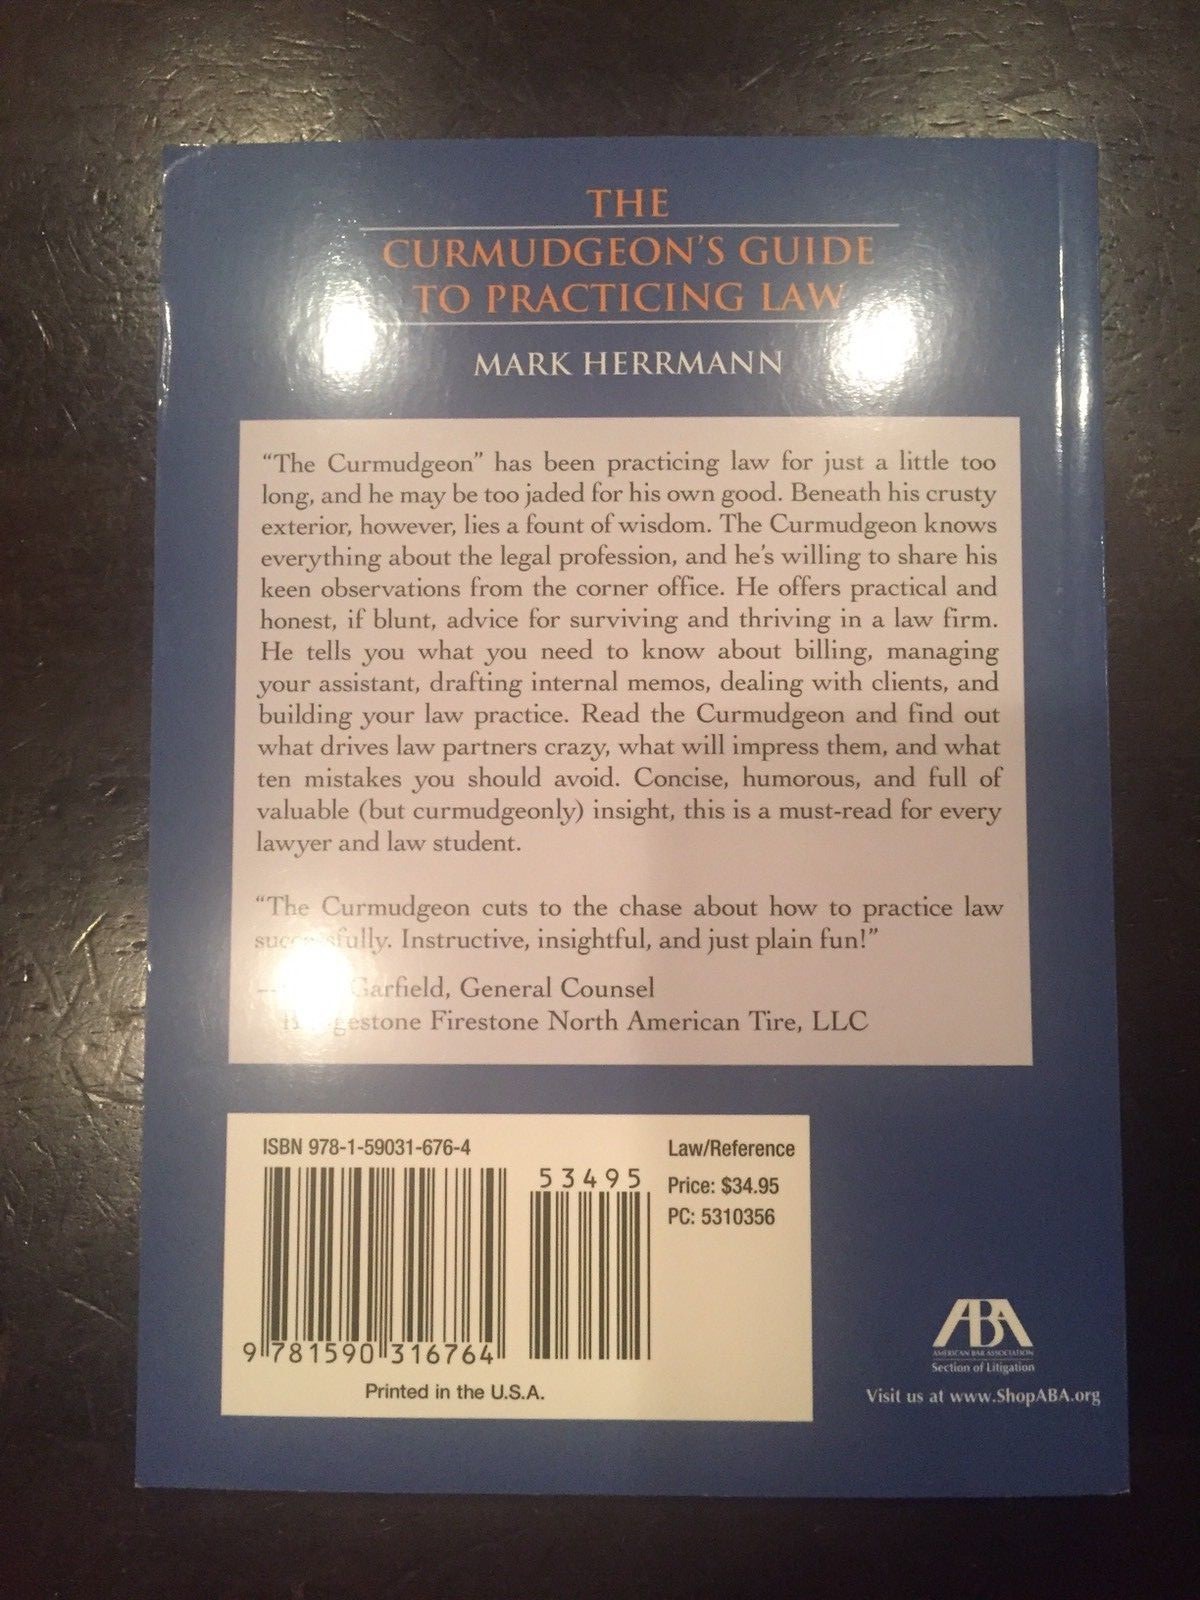 THE
CURMUDGEON'S GUIDE
TO PRACTICING LAW
MARK HERRMANN
“The Curmudgeon” has been practicing law for just a little too
long, and he may be too jaded for his own good. Beneath his crusty
exterior, however, lies a fount of wisdom. The Curmudgeon knows
everything about the legal profession, and he's willing to share his
keen observations from the corner office. He offers practical and
honest, if blunt, advice for surviving and thriving in a law firm.
He tells you what you need to know about billing, managing
your assistant, drafting internal memos, dealing with clients, and
building your law practice. Read the Curmudgeon and find out
what drives law partners crazy, what will impress them, and what
ten mistakes you should avoid. Concise, humorous, and full of
valuable (but curmudgeonly) insight, this is a must-read for every
lawyer and law student.
“The Curmudgeon cuts to the chase about how to practice law
successfully. Instructive, insightful, and just plain fun!”
Garfield, General Counsel
Bridgestone Firestone North American Tire, LLC
ISBN 978-1-59031-676-4
53495
9 781590 316764
Printed in the U.S.A.
Law/Reference
Price: $34.95
PC: 5310356
ABA
AMERICAN BAR ASSOCIATION
Section of Litigation
Visit us at www.ShopABA.org